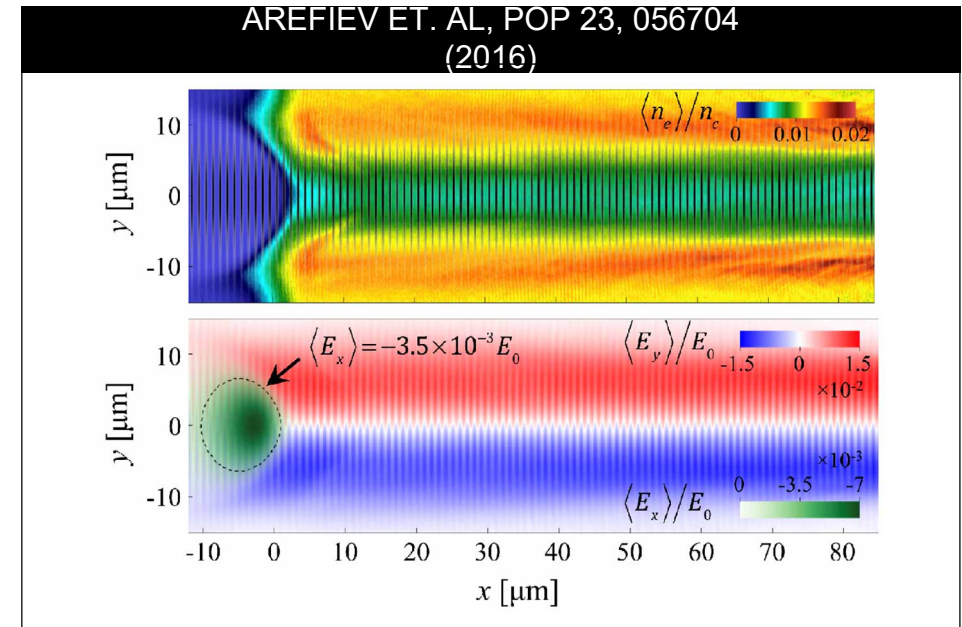 AREFIEV ET. AL, POP 23, 056704
(2016)
⟨n_e⟩/n_c
0 0.01 0.02
10
0
-10
y [μm]
⟨E_x⟩=−3.5×10⁻³E₀
⟨E_y⟩/E₀
-1.5 0 1.5
×10⁻²
10
0
-10
y [μm]
×10⁻³
0 -3.5 -7
⟨E_x⟩/E₀
-10 0 10 20 30 40 50 60 70 80
x [μm]